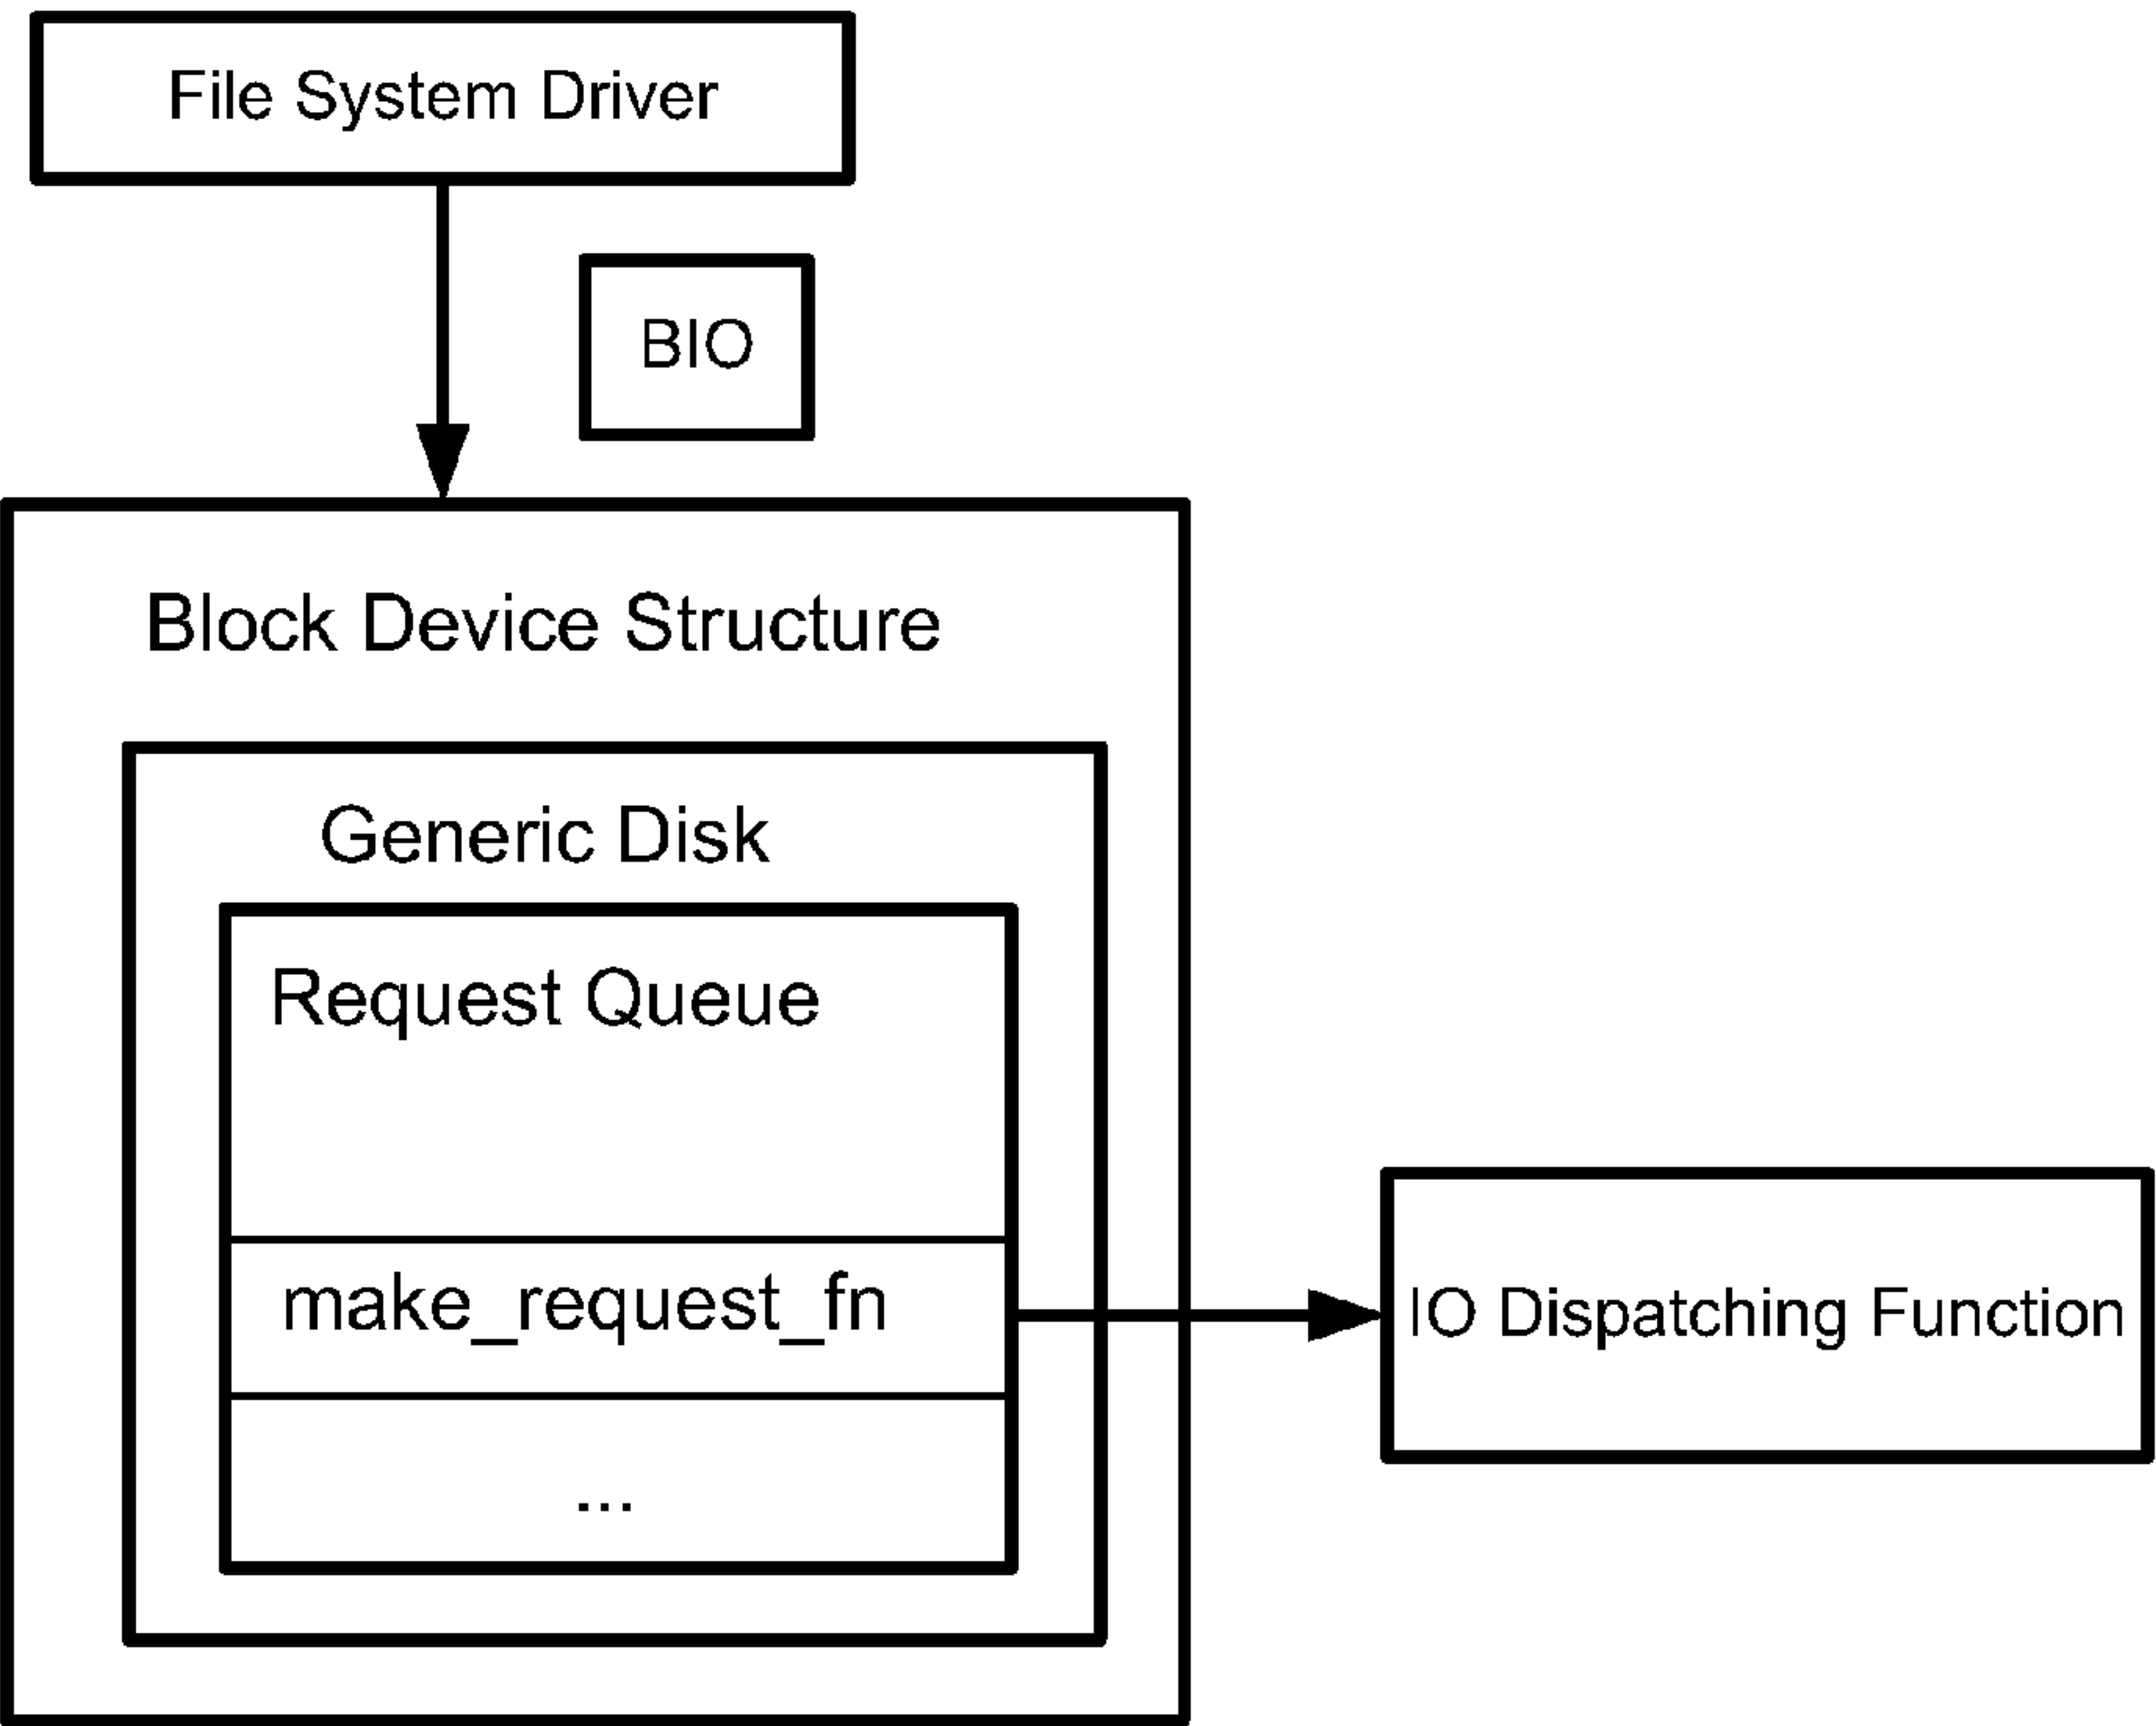 File System Driver
BIO
Block Device Structure
Generic Disk
Request Queue
make_request_fn
IO Dispatching Function
...